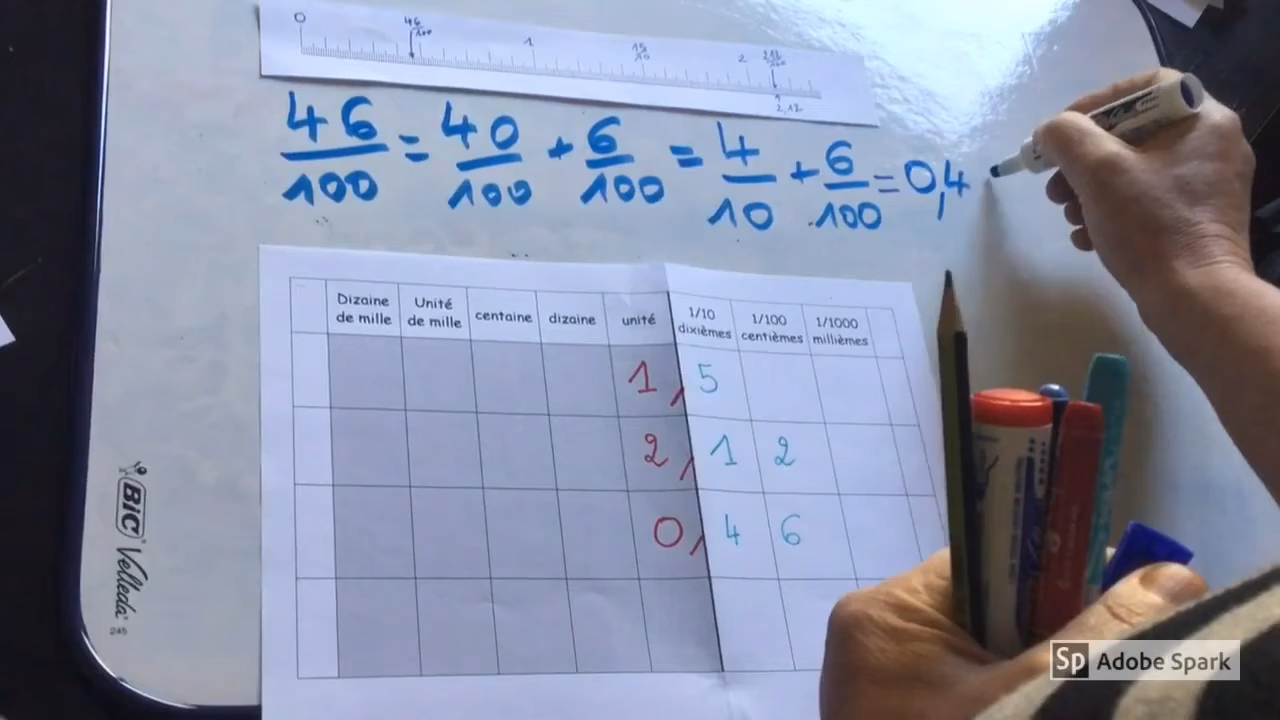 0 46/100 1 15/10 2 212/100
2,12
46/100 = 40/100 + 6/100 = 4/10 + 6/100 = 0,4
Dizaine de mille Unité de mille centaine dizaine unité 1/10 dixièmes 1/100 centièmes 1/1000 millièmes
1, 5
2, 1 2
0, 4 6
BIC Velleda
245
Sp Adobe Spark